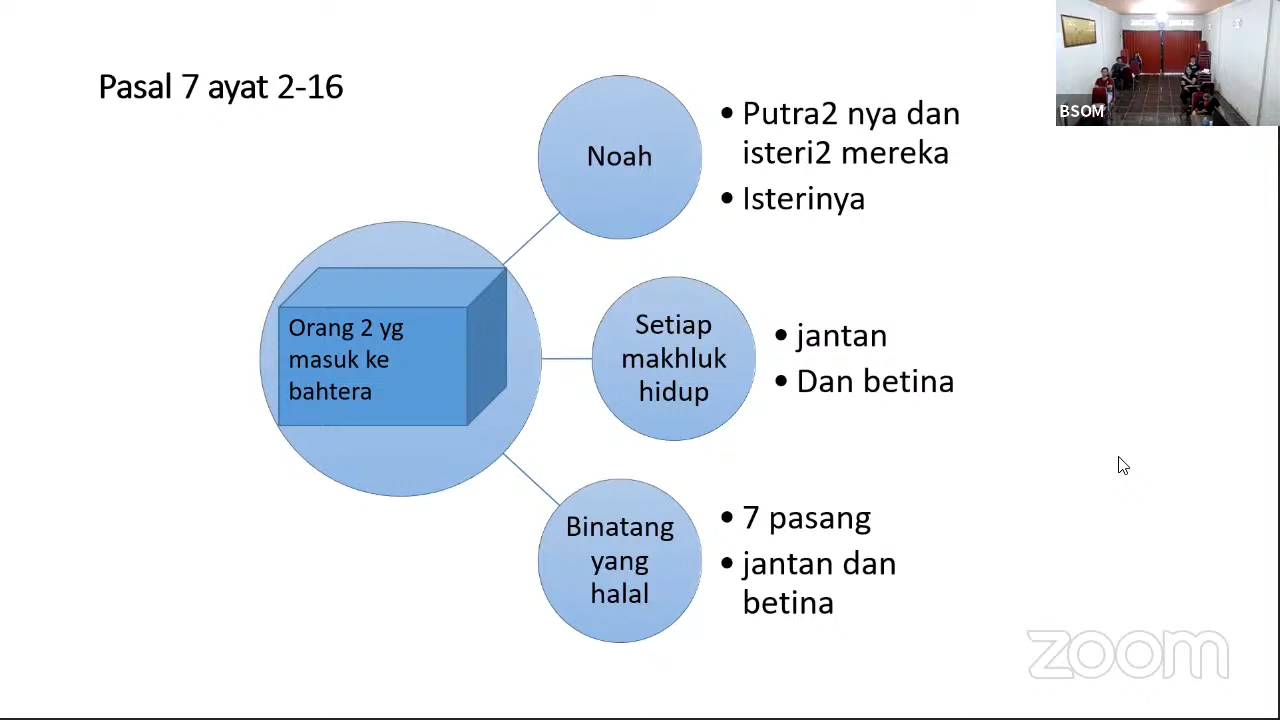 Pasal 7 ayat 2-16
Orang 2 yg
masuk ke
bahtera
Noah
• Putra2 nya dan
isteri2 mereka
• Isterinya
Setiap
makhluk
hidup
• jantan
• Dan betina
Binatang
yang
halal
• 7 pasang
• jantan dan
betina
BSOM
zoom